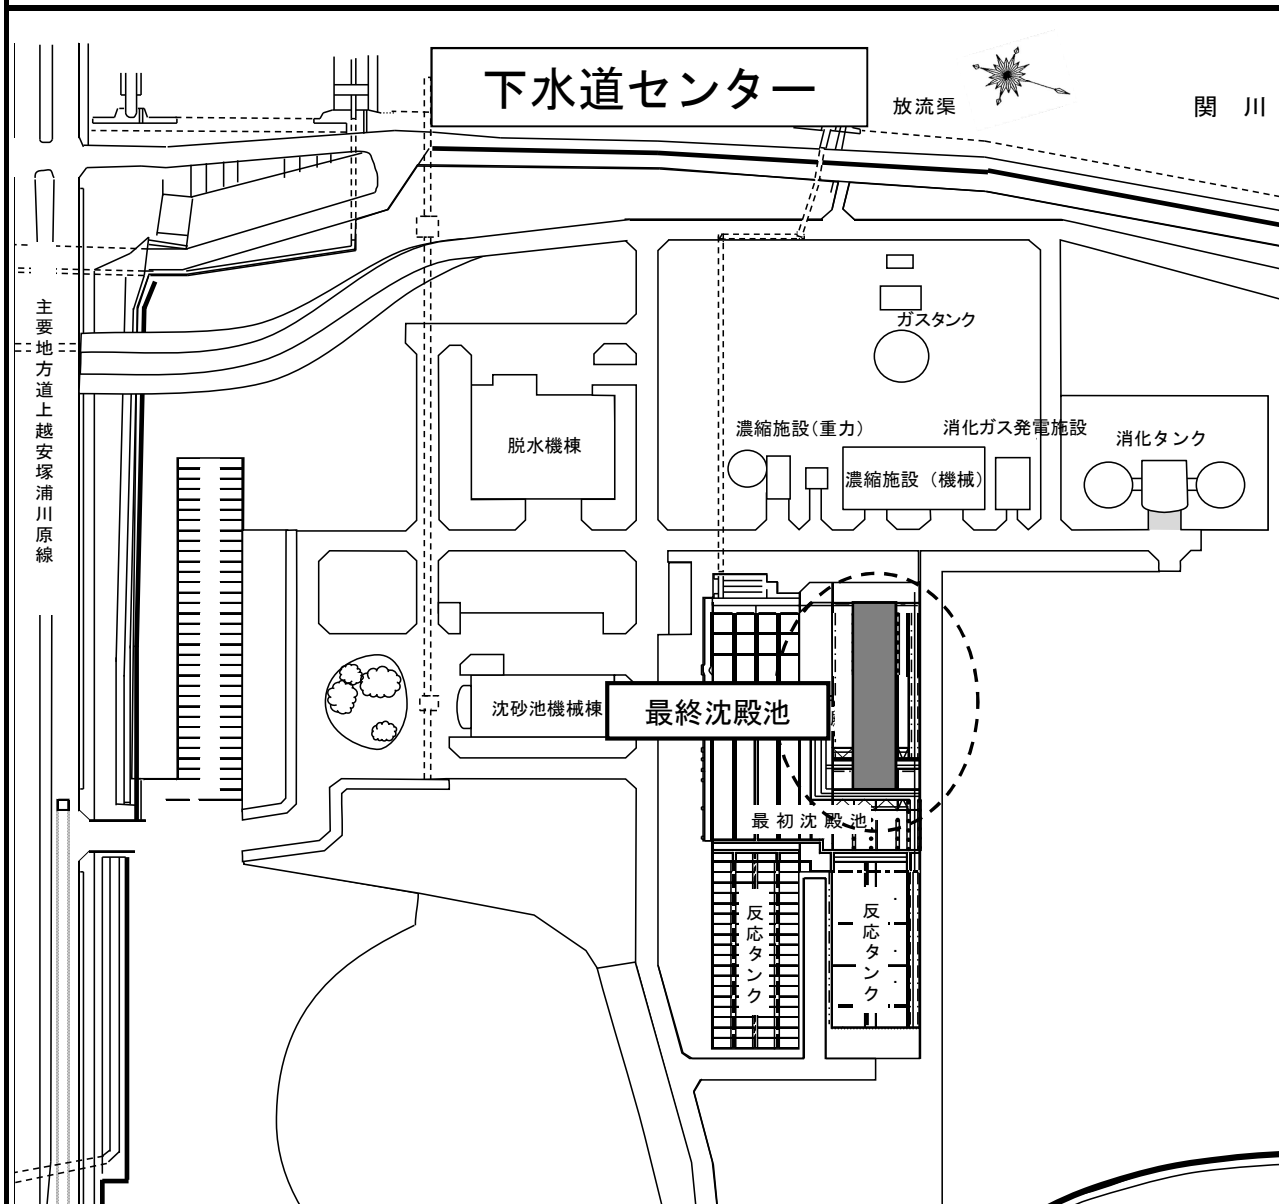 下水道センター
放流渠
関川
主要地方道上越安塚浦川原線
ガスタンク
脱水機棟
濃縮施設（重力）
消化ガス発電施設
消化タンク
濃縮施設（機械）
沈砂池機械棟
最終沈殿池
最初沈殿池
反応タンク
反応タンク